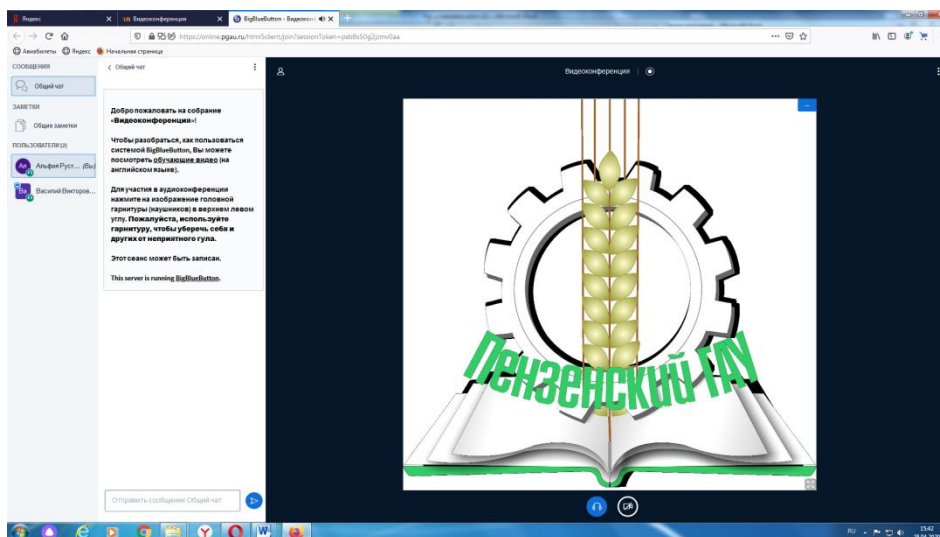 Яндекс
Видеоконференции
BigBlueButton - Видеоконф
https://online.pgau.ru/html5client/join?sessionToken=
Авиабилеты Яндекс Начальная страница
СООБЩЕНИЯ
Общий чат
ЗАМЕТКИ
Общие заметки
ПОЛЬЗОВАТЕЛИ (2)
Ал
Альфия Руст... (Вы)
Ва
Василий Викторов...
Общий чат
Добро пожаловать на собрание
«Видеоконференция»!
Чтобы разобраться, как пользоваться
системой BigBlueButton, Вы можете
посмотреть обучающие видео (на
английском языке).
Для участия в аудиоконференции
нажмите на изображение головной
гарнитуры (наушников) в верхнем левом
углу. Пожалуйста, используйте
гарнитуру, чтобы уберечь себя и
других от неприятного гула.
Этот сеанс может быть записан.
This server is running BigBlueButton.
Отправить сообщение Общий чат
Видеоконференция
Пензенский ГАУ
RU
15:42